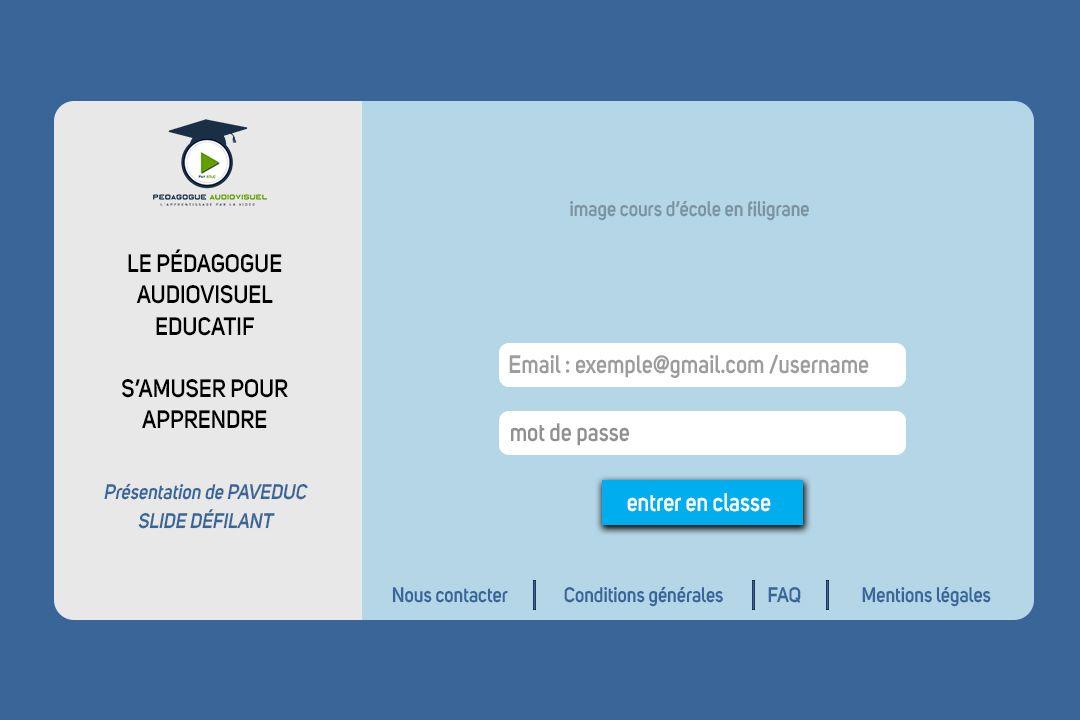 PAV EDUC
PEDAGOGUE AUDIOVISUEL
L'APPRENTISSAGE PAR LA VIDEO
LE PÉDAGOGUE
AUDIOVISUEL
EDUCATIF
S'AMUSER POUR
APPRENDRE
Présentation de PAVEDUC
SLIDE DÉFILANT
image cours d'école en filigrane
Email : exemple@gmail.com /username
mot de passe
entrer en classe
Nous contacter
Conditions générales
FAQ
Mentions légales